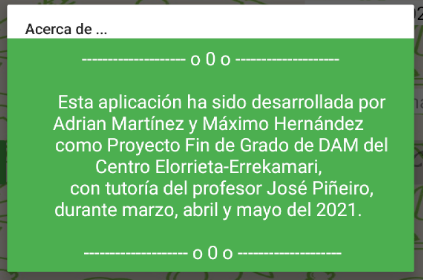 Acerca de ...
-------------------- o 0 o --------------------
Esta aplicación ha sido desarrollada por
Adrian Martínez y Máximo Hernández
como Proyecto Fin de Grado de DAM del
Centro Elorrieta-Errekamari,
con tutoría del profesor José Piñeiro,
durante marzo, abril y mayo del 2021.
-------------------- o 0 o --------------------